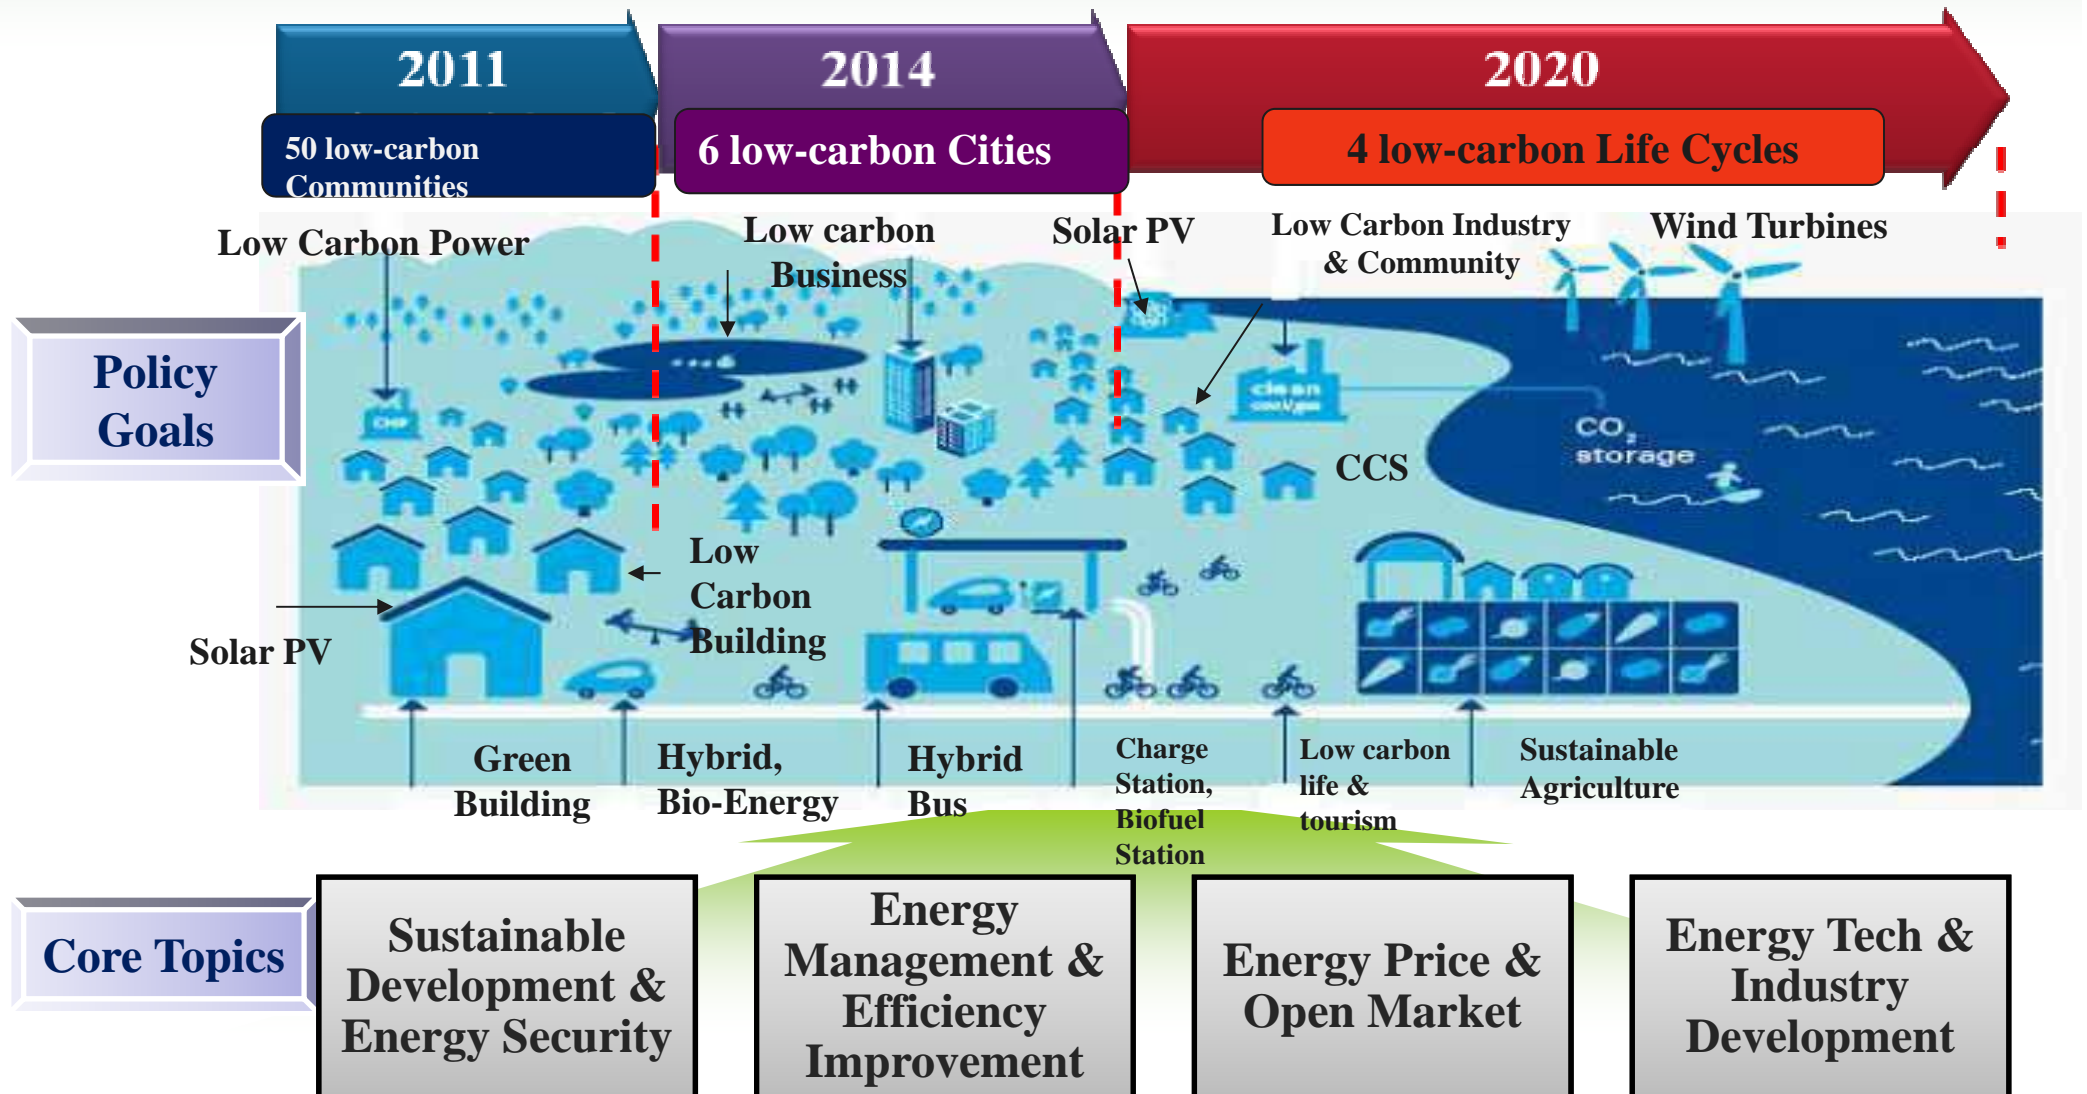 2011
2014
2020
50 low-carbon
Communities
6 low-carbon Cities
4 low-carbon Life Cycles
Low Carbon Power
Low carbon
Business
Solar PV
Low Carbon Industry
& Community
Wind Turbines
Policy
Goals
CHP
clean
CO2
storage
CCS
Low
Carbon
Building
Solar PV
Green
Building
Hybrid,
Bio-Energy
Hybrid
Bus
Charge
Station,
Biofuel
Station
Low carbon
life &
tourism
Sustainable
Agriculture
Core Topics
Sustainable
Development &
Energy Security
Energy
Management &
Efficiency
Improvement
Energy Price &
Open Market
Energy Tech &
Industry
Development